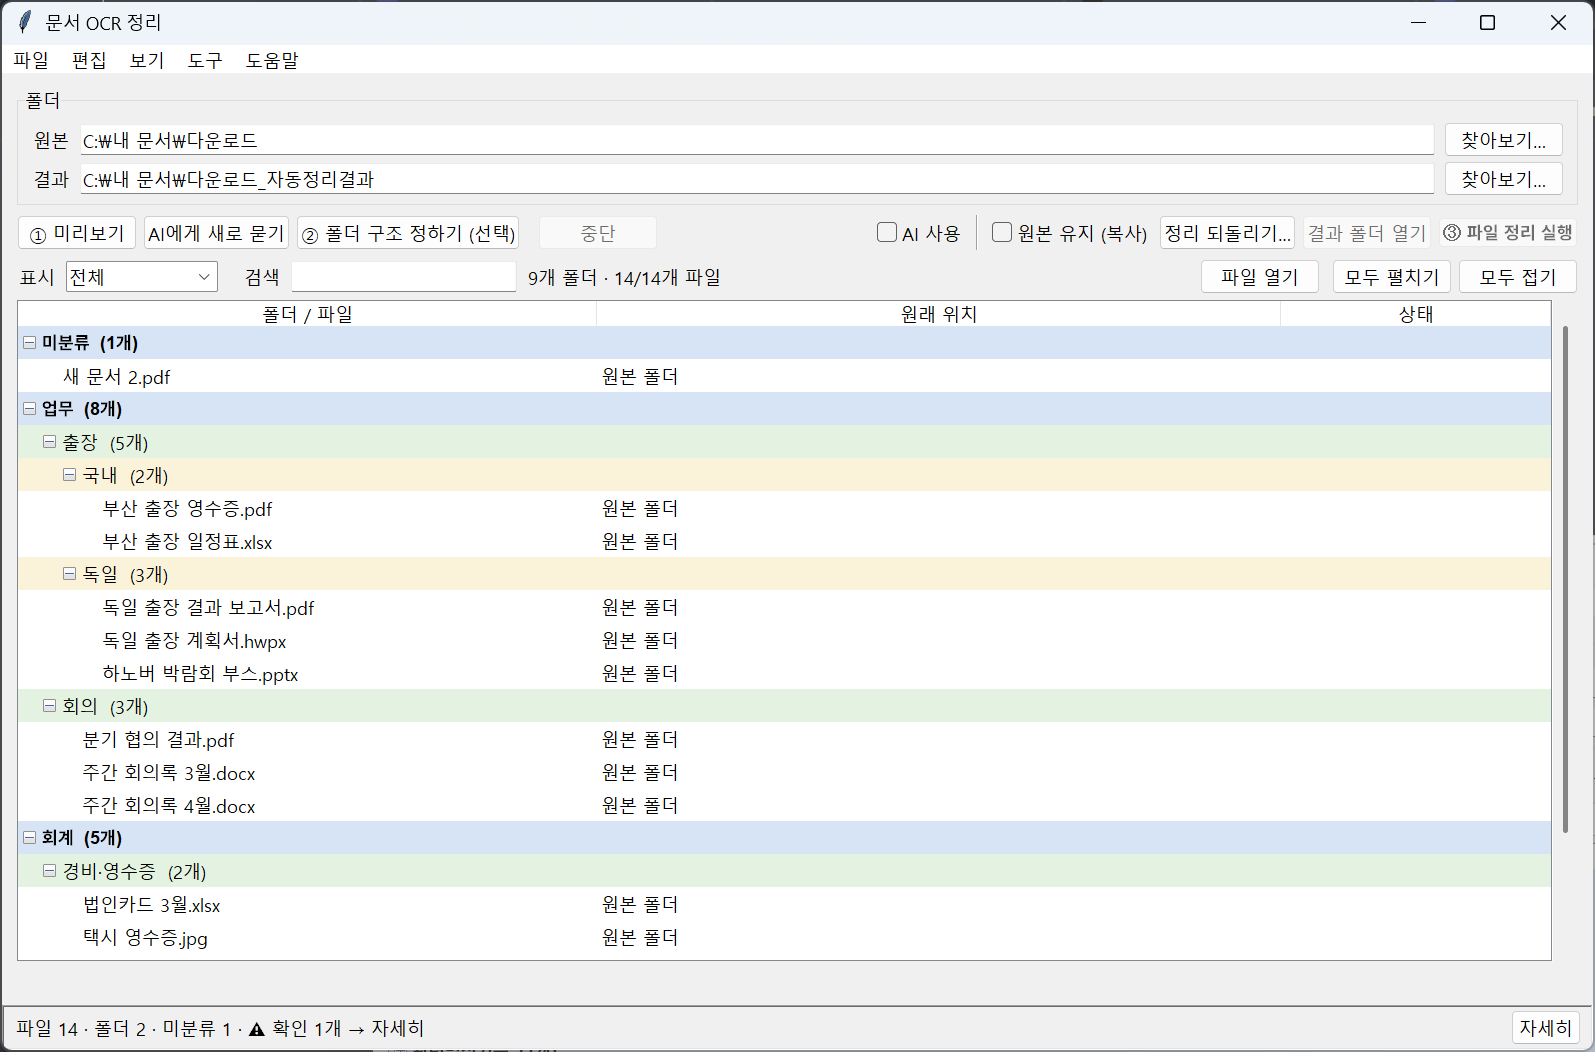 문서 OCR 정리
파일 편집 보기 도구 도움말
폴더
원본 C:₩내 문서₩다운로드 찾아보기...
결과 C:₩내 문서₩다운로드_자동정리결과 찾아보기...
① 미리보기 AI에게 새로 묻기 ② 폴더 구조 정하기 (선택) 중단 AI 사용 원본 유지 (복사) 정리 되돌리기... 결과 폴더 열기 ③ 파일 정리 실행
표시 전체 검색 9개 폴더 · 14/14개 파일 파일 열기 모두 펼치기 모두 접기
폴더 / 파일 원래 위치 상태
미분류 (1개)
새 문서 2.pdf 원본 폴더
업무 (8개)
출장 (5개)
국내 (2개)
부산 출장 영수증.pdf 원본 폴더
부산 출장 일정표.xlsx 원본 폴더
독일 (3개)
독일 출장 결과 보고서.pdf 원본 폴더
독일 출장 계획서.hwpx 원본 폴더
하노버 박람회 부스.pptx 원본 폴더
회의 (3개)
분기 협의 결과.pdf 원본 폴더
주간 회의록 3월.docx 원본 폴더
주간 회의록 4월.docx 원본 폴더
회계 (5개)
경비·영수증 (2개)
법인카드 3월.xlsx 원본 폴더
택시 영수증.jpg 원본 폴더
파일 14 · 폴더 2 · 미분류 1 · ⚠ 확인 1개 → 자세히 자세히